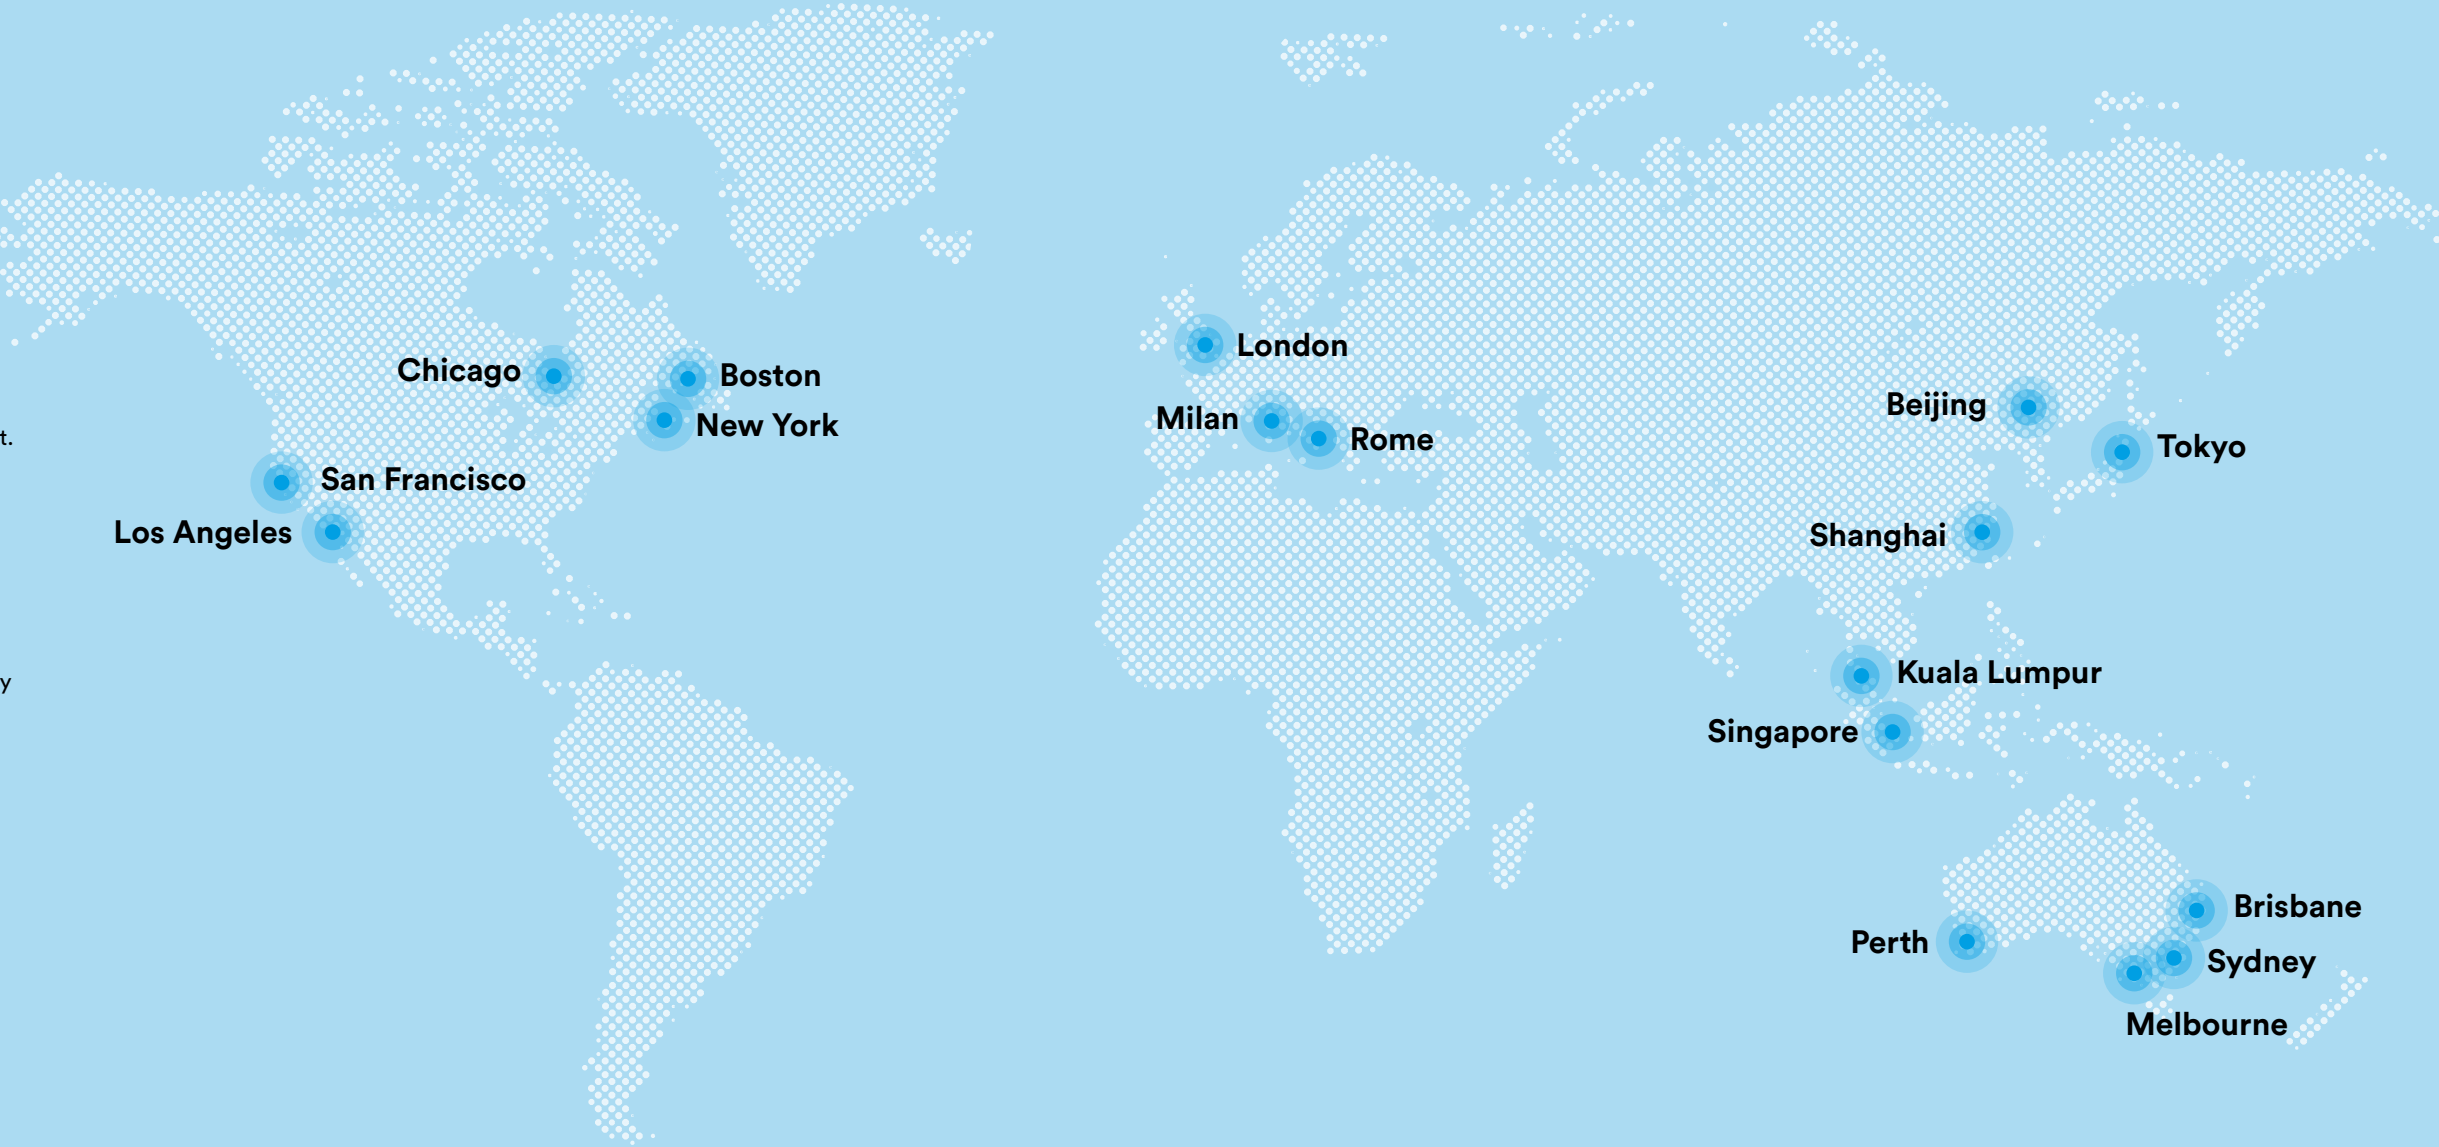 London
Chicago
Boston
Beijing
Milan
New York
Rome
t.
Tokyo
San Francisco
Los Angeles
Shanghai
Kuala Lumpur
y
Singapore
Brisbane
Perth
Sydney
Melbourne